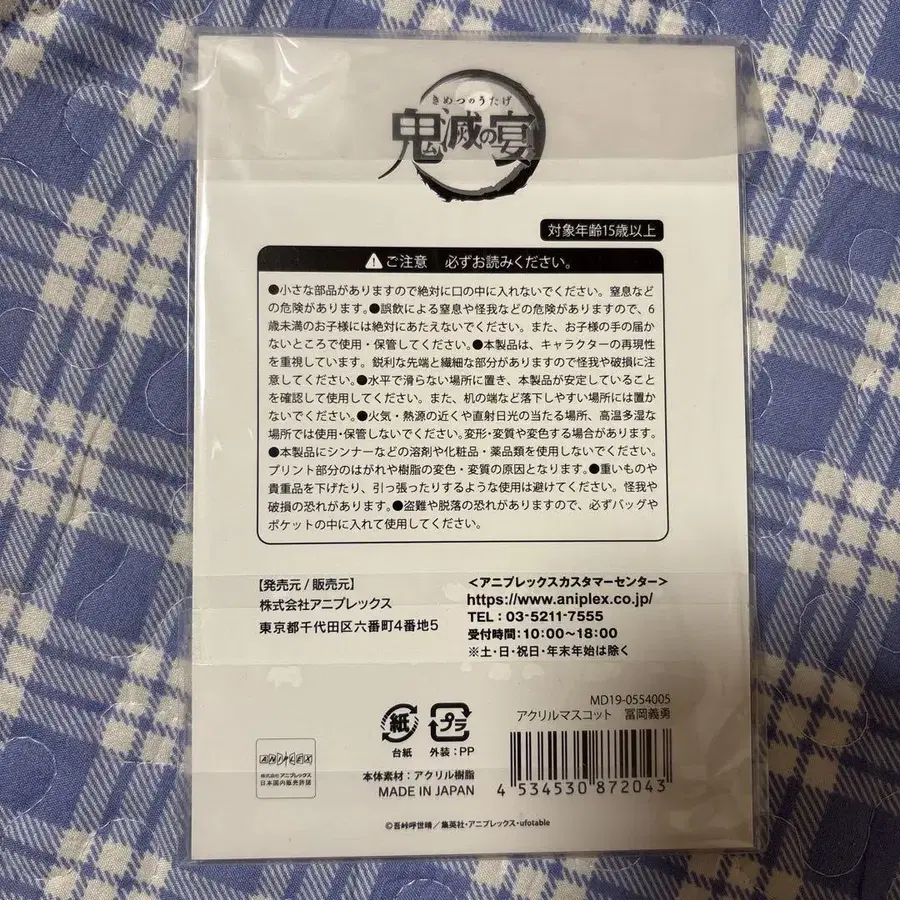 きめつのうたげ
鬼滅の宴
対象年齢15歳以上
ご注意 必ずお読みください。
●小さな部品がありますので絶対に口の中に入れないでください。窒息など
の危険があります。●誤飲による窒息や怪我などの危険がありますので、6
歳未満のお子様には絶対にあたえないでください。また、お子様の手の届か
ないところで使用・保管してください。●本製品は、キャラクターの再現性
を重視しています。鋭利な先端と繊細な部分がありますので怪我や破損に注
意してください。●水平で滑らない場所に置き、本製品が安定していること
を確認して使用してください。また、机の端など落下しやすい場所には置か
ないでください。●火気・熱源の近くや直射日光の当たる場所、高温多湿な
場所では使用・保管しないでください。変形・変質や変色する場合があります。
●本製品にシンナーなどの溶剤や化粧品・薬品類を使用しないでください。
プリント部分のはがれや樹脂の変色・変質の原因となります。●重いものや
貴重品を下げたり、引っ張ったりするような使用は避けてください。怪我や
破損の恐れがあります。●盗難や脱落の恐れがありますので、必ずバッグや
ポケットの中に入れて使用してください。
【発売元 / 販売元】
株式会社アニプレックス
東京都千代田区六番町4番地5
<アニプレックスカスタマーセンター>
https://www.aniplex.co.jp/
TEL：03-5211-7555
受付時間：10:00〜18:00
※土・日・祝日・年末年始は除く
MD19-0554005
アクリルマスコット 冨岡義勇
紙
台紙
プラ
外装：PP
ANIPLEX
株式会社アニプレックス
日本国内販売許諾
本体素材：アクリル樹脂
MADE IN JAPAN
4 534530 872043
©吾峠呼世晴／集英社・アニプレックス・ufotable